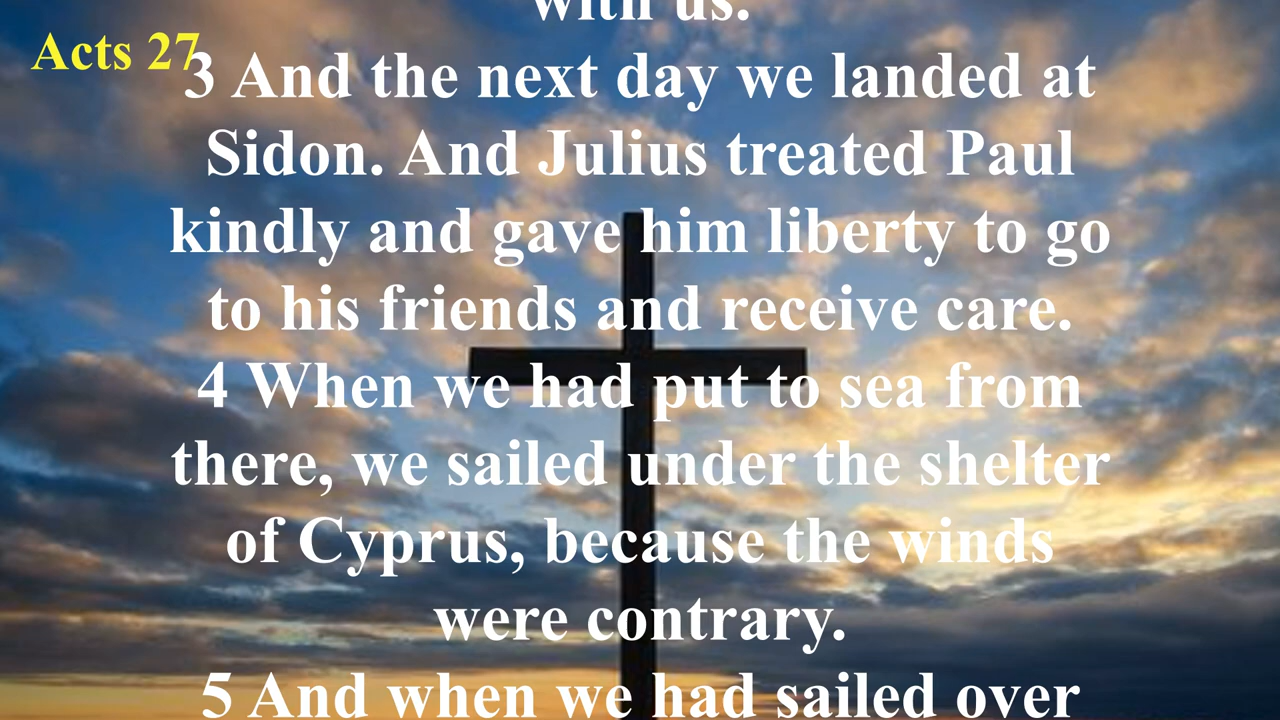 with us.
Acts 27
3 And the next day we landed at
Sidon. And Julius treated Paul
kindly and gave him liberty to go
to his friends and receive care.
4 When we had put to sea from
there, we sailed under the shelter
of Cyprus, because the winds
were contrary.
5 And when we had sailed over